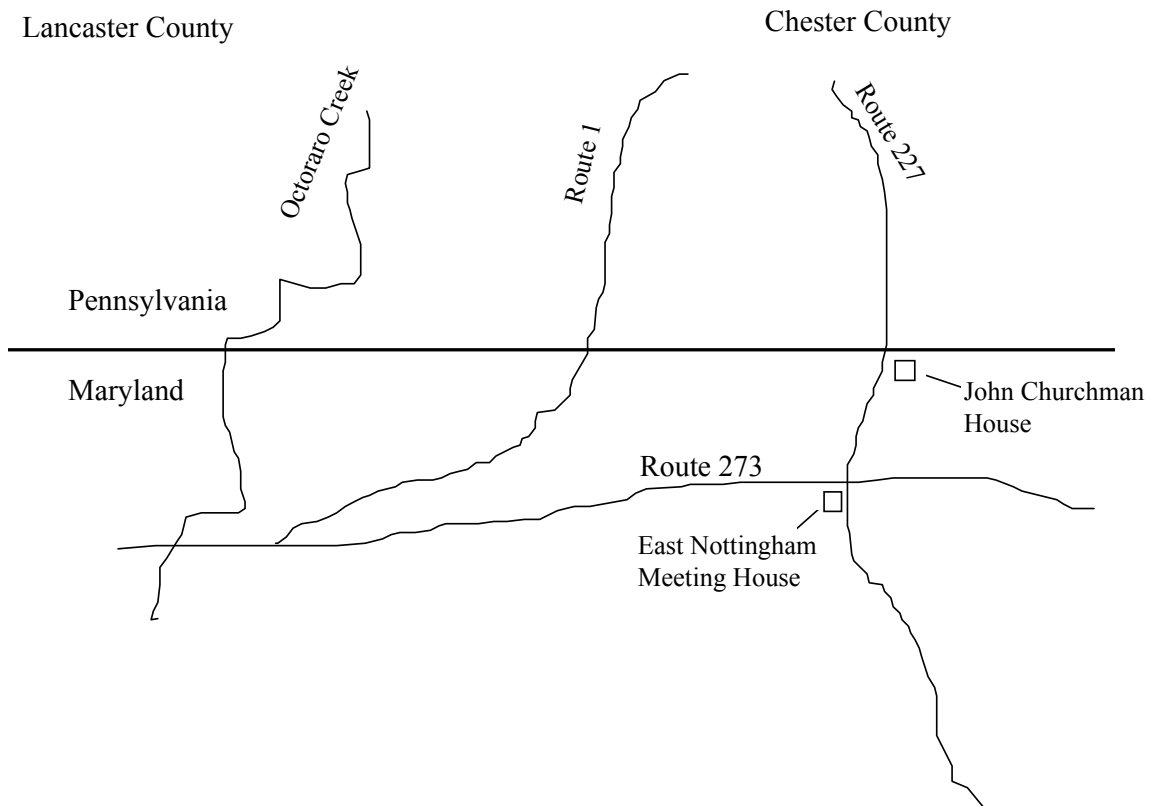 Lancaster County
Chester County
Octoraro Creek
Route 1
Route 227
Pennsylvania
Maryland
John Churchman
House
Route 273
East Nottingham
Meeting House